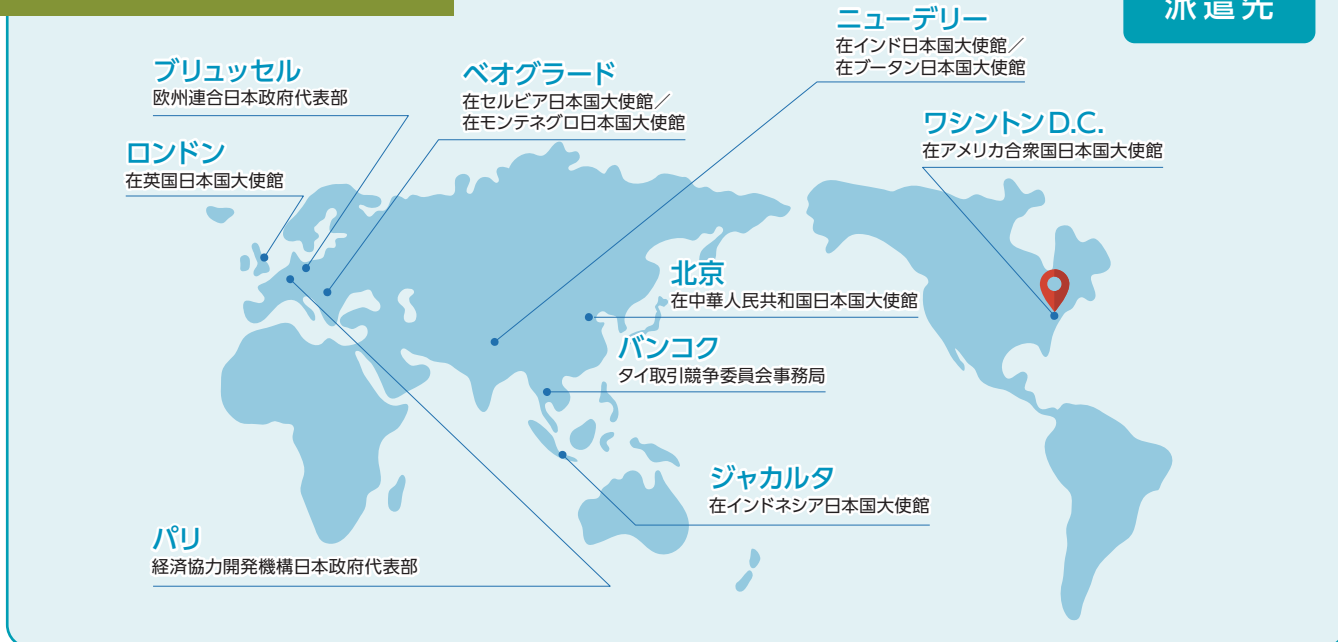 派遣先
ニューデリー
在インド日本国大使館／
在ブータン日本国大使館
ブリュッセル
欧州連合日本政府代表部
ベオグラード
在セルビア日本国大使館／
在モンテネグロ日本国大使館
ワシントンD.C.
在アメリカ合衆国日本国大使館
ロンドン
在英国日本国大使館
北京
在中華人民共和国日本国大使館
バンコク
タイ取引競争委員会事務局
ジャカルタ
在インドネシア日本国大使館
パリ
経済協力開発機構日本政府代表部